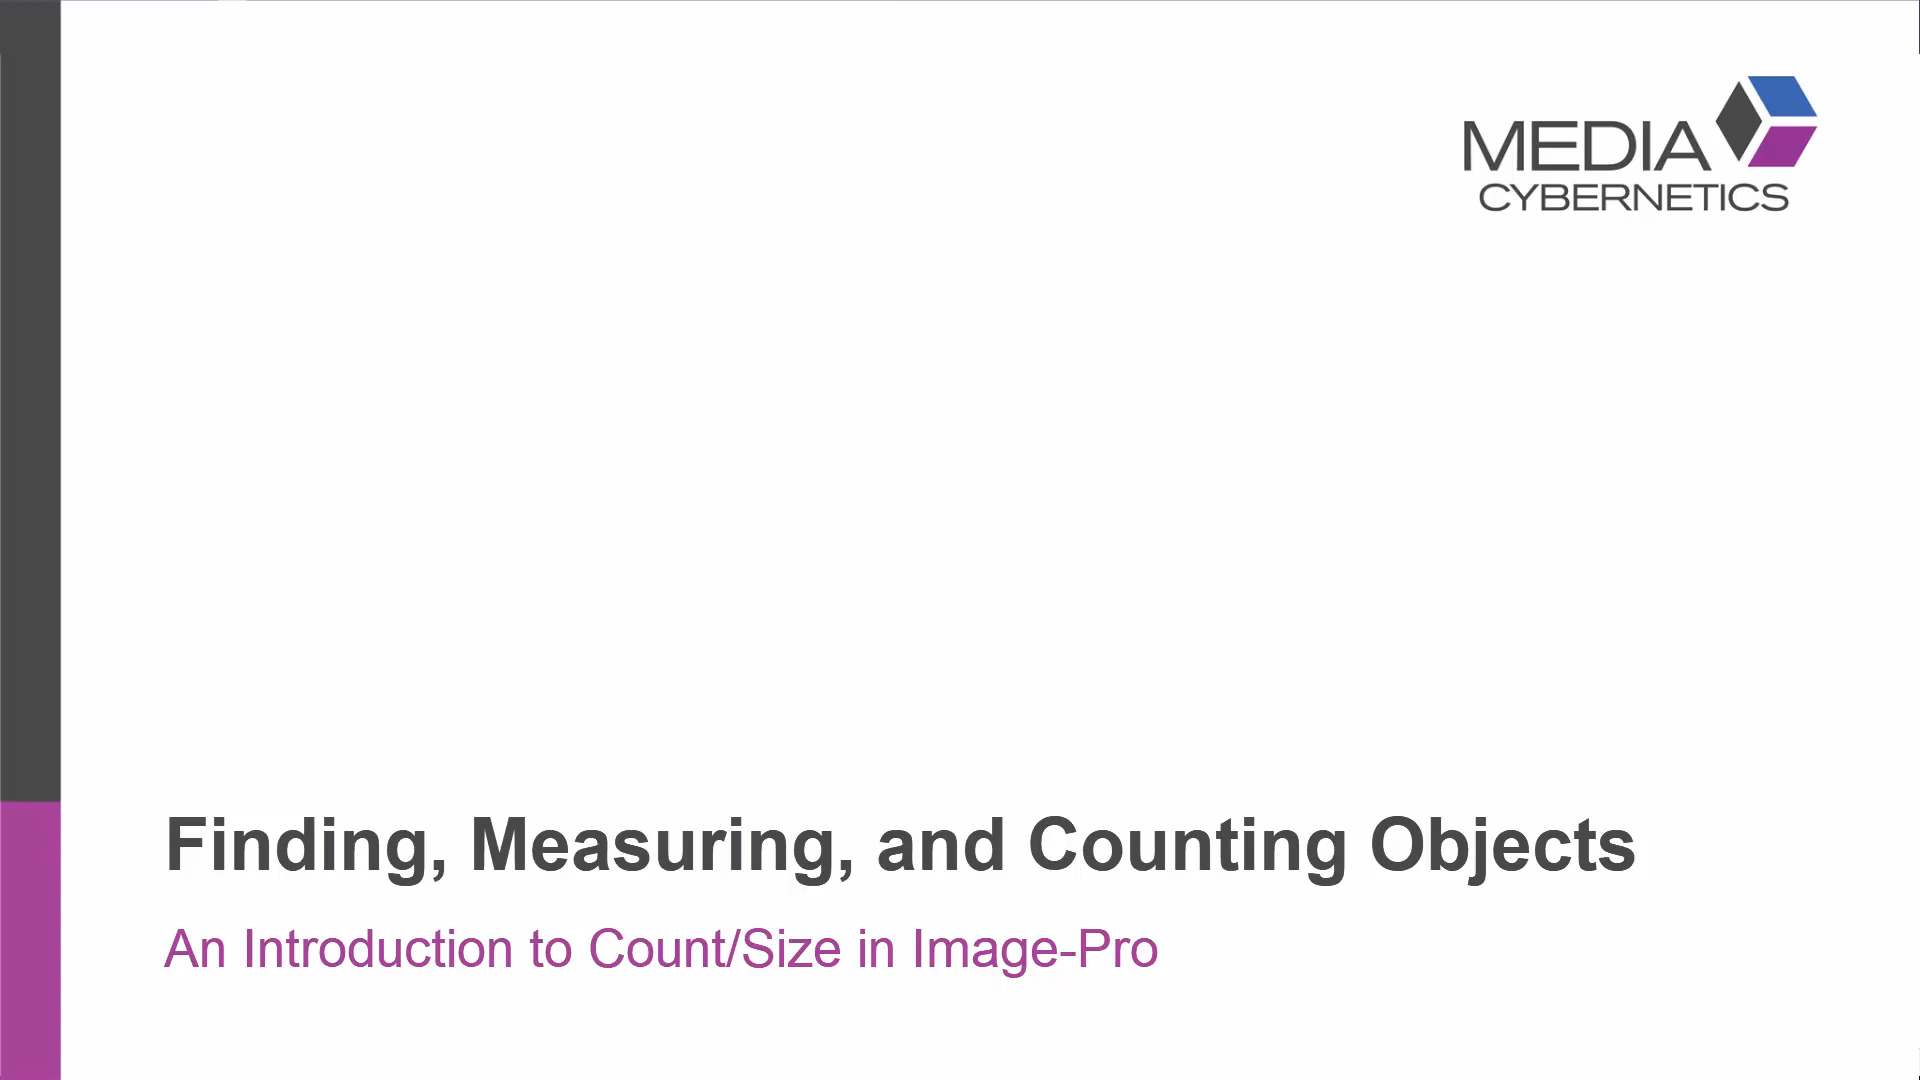 MEDIA
CYBERNETICS
Finding, Measuring, and Counting Objects
An Introduction to Count/Size in Image-Pro